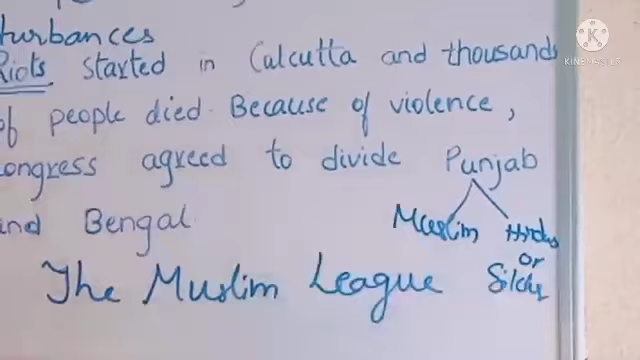 turbances
Riots started in Calcutta and thousands
of people died. Because of violence,
congress agreed to divide Punjab
and Bengal.
Muslim Hindus
or
The Muslim League Sikhs
KINEMASTER